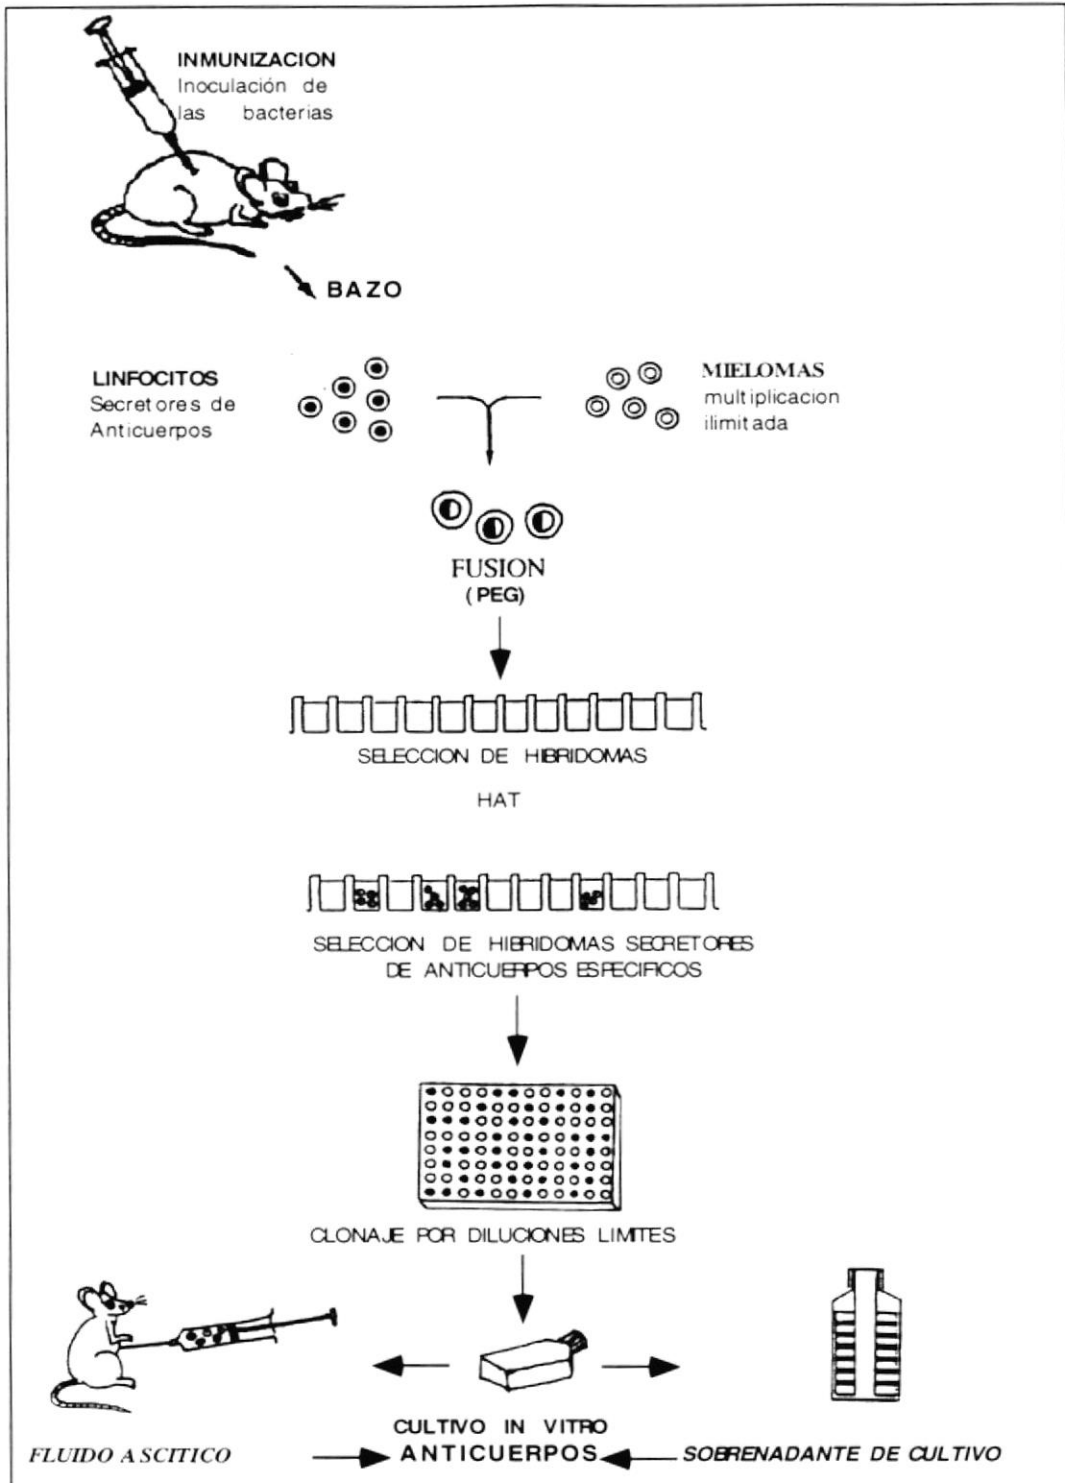 INMUNIZACION
Inoculación de
las bacterias
BAZO
LINFOCITOS
Secretores de
Anticuerpos
MIELOMAS
multiplicacion
ilimitada
FUSION
(PEG)
SELECCION DE HIBRIDOMAS
HAT
SELECCION DE HIBRIDOMAS SECRETORES
DE ANTICUERPOS ESPECIFICOS
CLONAJE POR DILUCIONES LIMITES
CULTIVO IN VITRO
FLUIDO ASCITICO
ANTICUERPOS
SOBRENADANTE DE CULTIVO